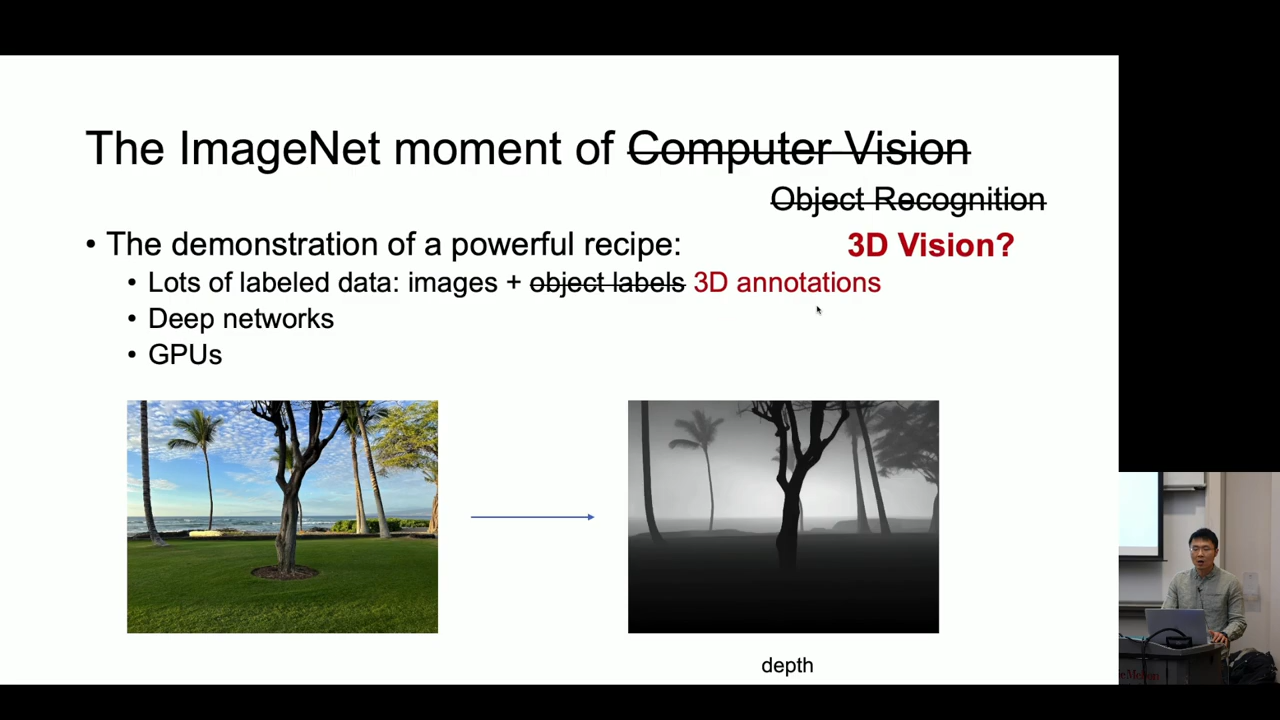 The ImageNet moment of Computer Vision
Object Recognition
• The demonstration of a powerful recipe:
3D Vision?
• Lots of labeled data: images + object labels 3D annotations
• Deep networks
• GPUs
depth